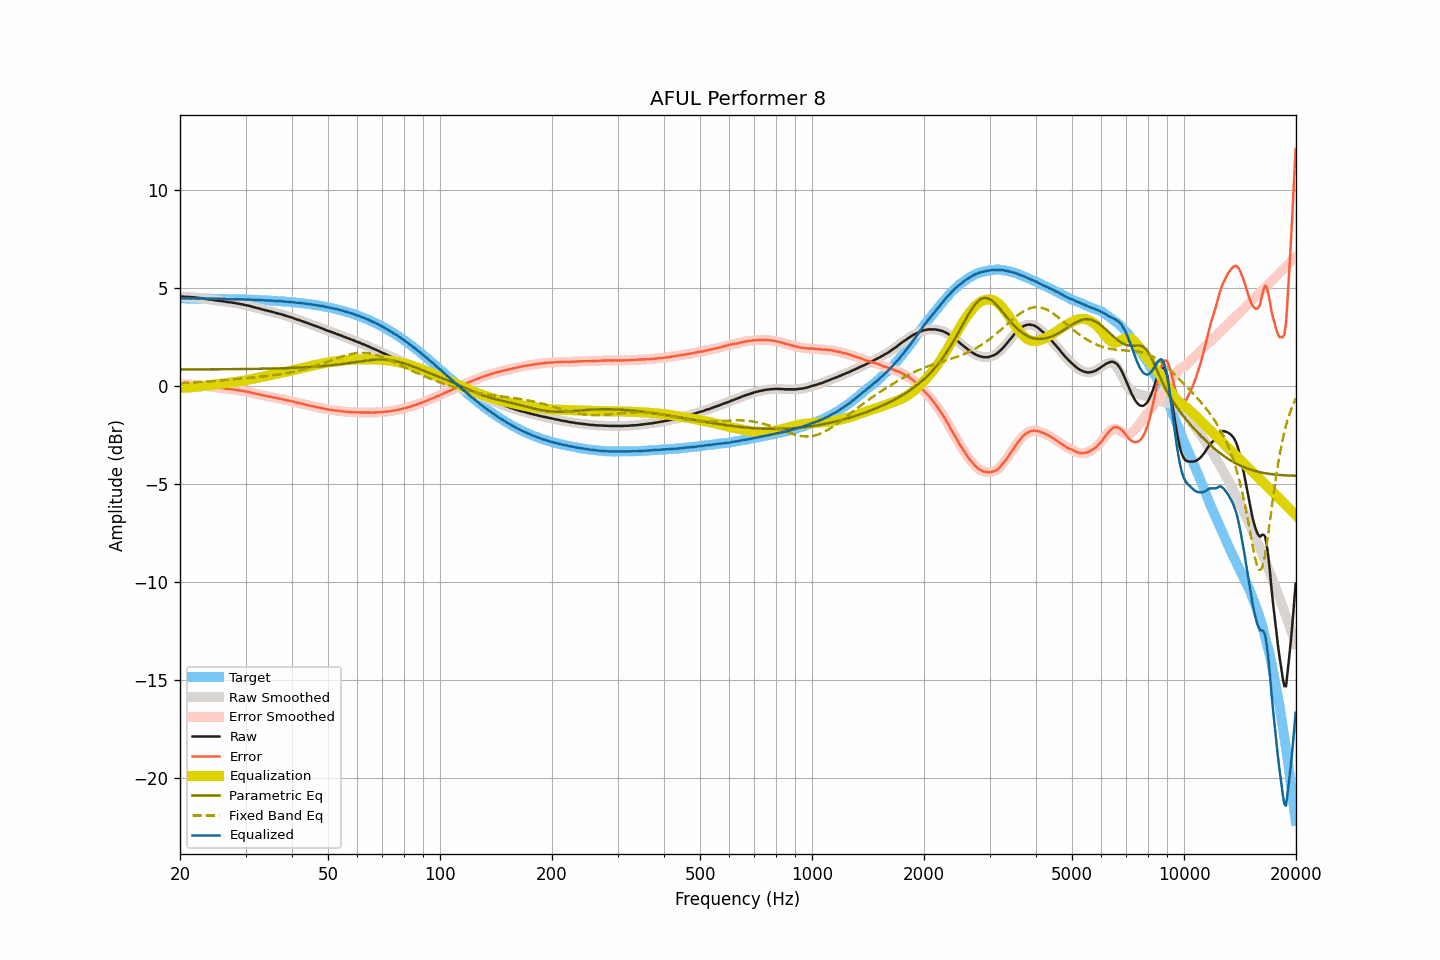 AFUL Performer 8
10
5
0
−5
−10
−15
−20
Amplitude (dBr)
Target
Raw Smoothed
Error Smoothed
Raw
Error
Equalization
Parametric Eq
Fixed Band Eq
Equalized
20 50 100 200 500 1000 2000 5000 10000 20000
Frequency (Hz)